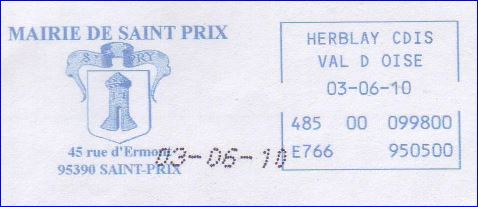 MAIRIE DE SAINT PRIX
S RY
45 rue d'Ermont
95390 SAINT-PRIX
03-06-10
HERBLAY CDIS
VAL D OISE
03-06-10
485 00 099800
E766 950500